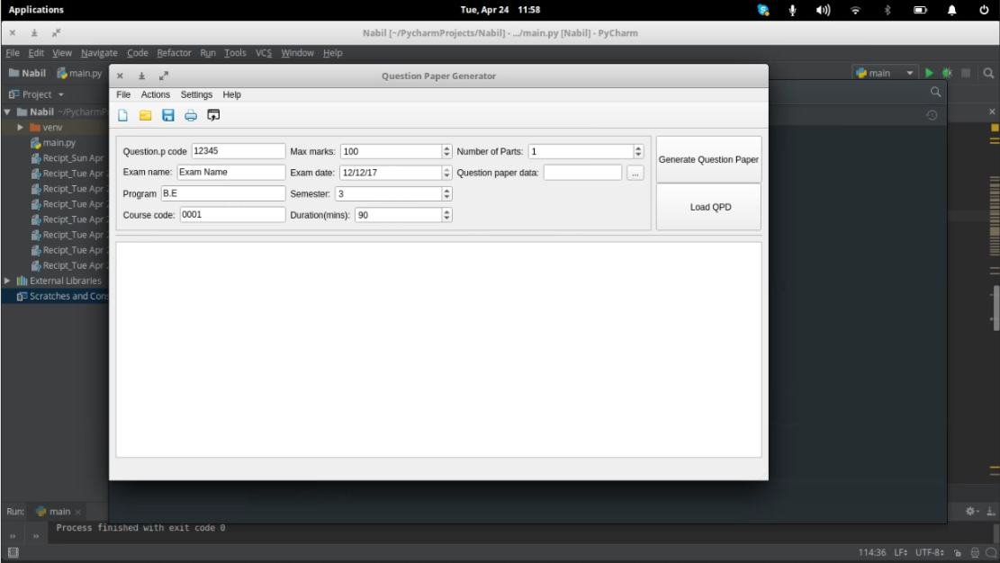 Applications
Tue, Apr 24 11:58
Nabil [~/PycharmProjects/Nabil] - .../main.py [Nabil] - PyCharm
File Edit View Navigate Code Refactor Run Tools VCS Window Help
Nabil main.py
main
Project
Nabil ~/PycharmP
venv
main.py
Recipt_Sun Apr
Recipt_Tue Apr
Recipt_Tue Apr
Recipt_Tue Apr
Recipt_Tue Apr
Recipt_Tue Apr
Recipt_Tue Apr
Recipt_Tue Apr
External Libraries
Scratches and Cons
Question Paper Generator
File Actions Settings Help
Question.p code 12345 Max marks: 100 Number of Parts: 1
Exam name: Exam Name Exam date: 12/12/17 Question paper data: ...
Program B.E Semester: 3
Course code: 0001 Duration(mins): 90
Generate Question Paper
Load QPD
Run: main
Process finished with exit code 0
114:36 LF UTF-8